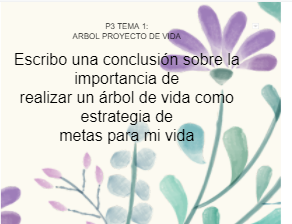 P3 TEMA 1:
ARBOL PROYECTO DE VIDA
Escribo una conclusión sobre la
importancia de
realizar un árbol de vida como
estrategia de
metas para mi vida